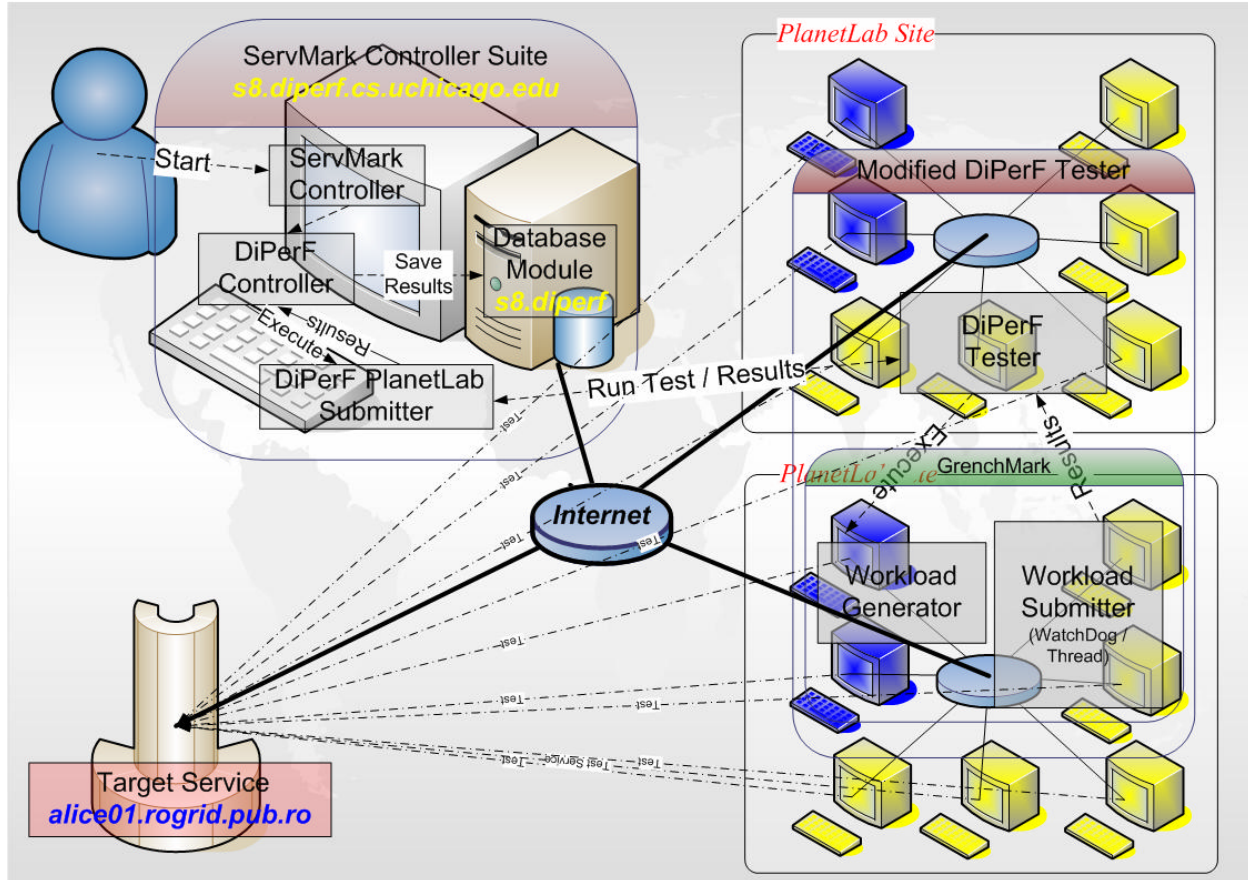 ServMark Controller Suite
s8.diperf.cs.uchicago.edu
Start
ServMark
Controller
DiPerF
Controller
Save
Results
Database
Module
s8.diperf
Results
Execute
DiPerF PlanetLab
Submitter
Run Test / Results
PlanetLab Site
Modified DiPerF Tester
DiPerF
Tester
Execute
Results
GrenchMark
Workload
Generator
Workload
Submitter
(WatchDog /
Thread)
Internet
Test
Test
Test
Test
Test
Test
Test
Test
Test Service
Test
Target Service
alice01.rogrid.pub.ro